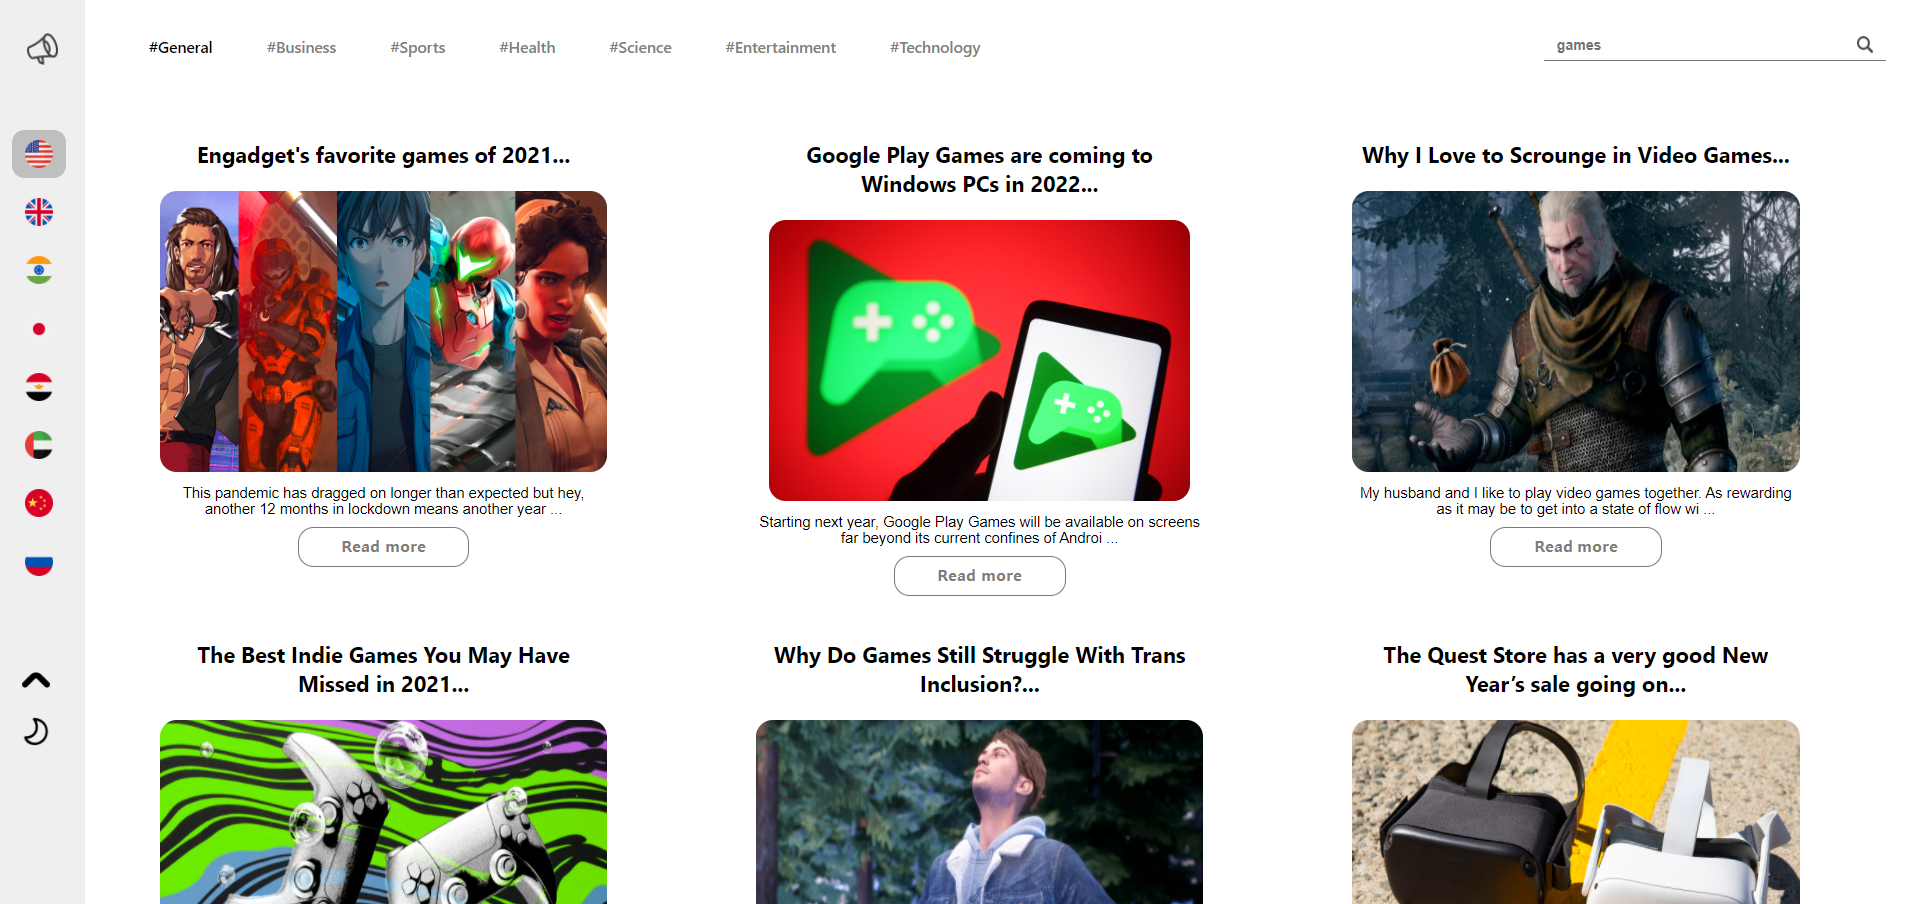 #General #Business #Sports #Health #Science #Entertainment #Technology
games
Engadget's favorite games of 2021...
This pandemic has dragged on longer than expected but hey,
another 12 months in lockdown means another year ...
Read more
Google Play Games are coming to
Windows PCs in 2022...
Starting next year, Google Play Games will be available on screens
far beyond its current confines of Androi ...
Read more
Why I Love to Scrounge in Video Games...
My husband and I like to play video games together. As rewarding
as it may be to get into a state of flow wi ...
Read more
The Best Indie Games You May Have
Missed in 2021...
Why Do Games Still Struggle With Trans
Inclusion?...
The Quest Store has a very good New
Year’s sale going on...